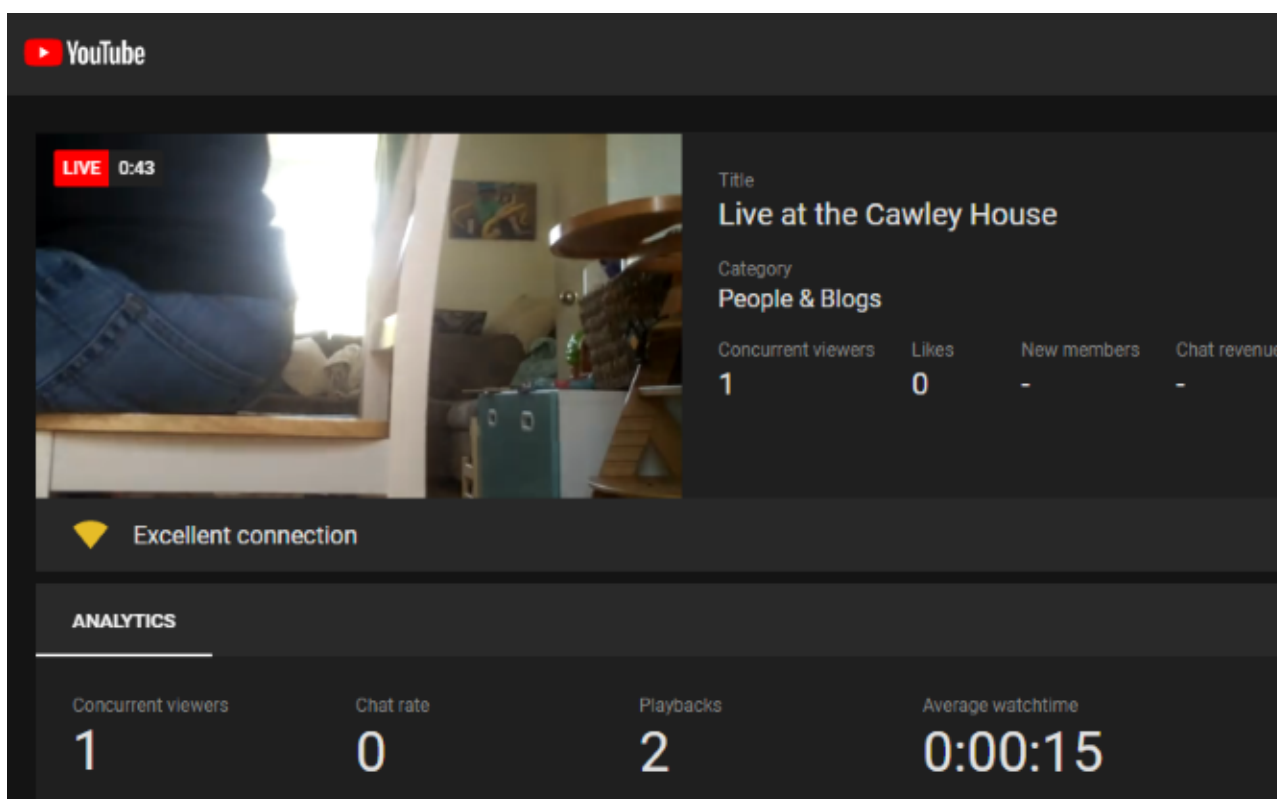 YouTube
LIVE 0:43
Title
Live at the Cawley House
Category
People & Blogs
Concurrent viewers Likes New members Chat revenue
1 0 - -
Excellent connection
ANALYTICS
Concurrent viewers Chat rate Playbacks Average watchtime
1 0 2 0:00:15